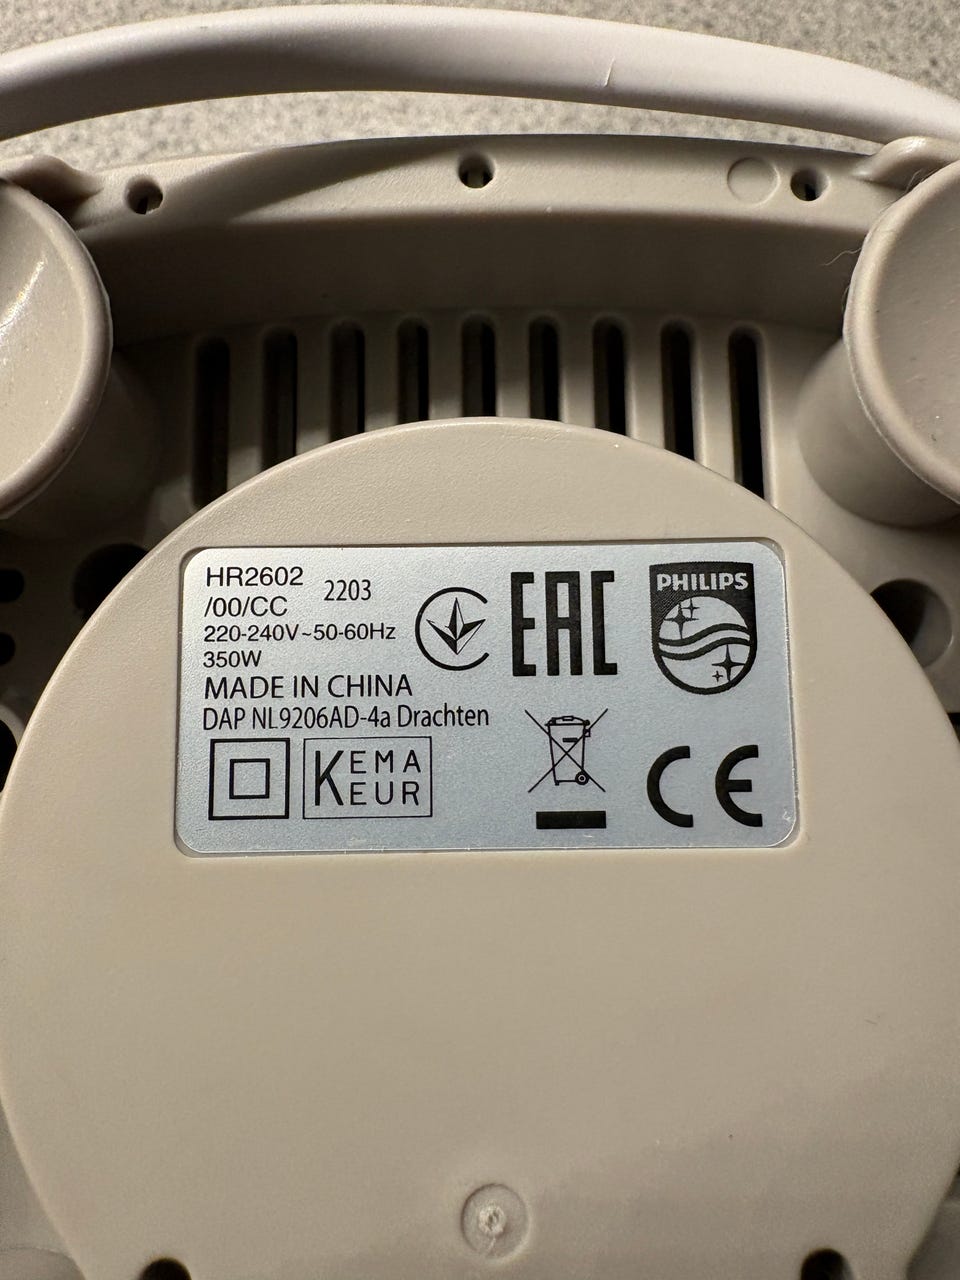 HR2602
/00/CC
2203
220-240V~50-60Hz
350W
MADE IN CHINA
DAP NL9206AD-4a Drachten
KEMA
KEUR
EAC
PHILIPS
CE